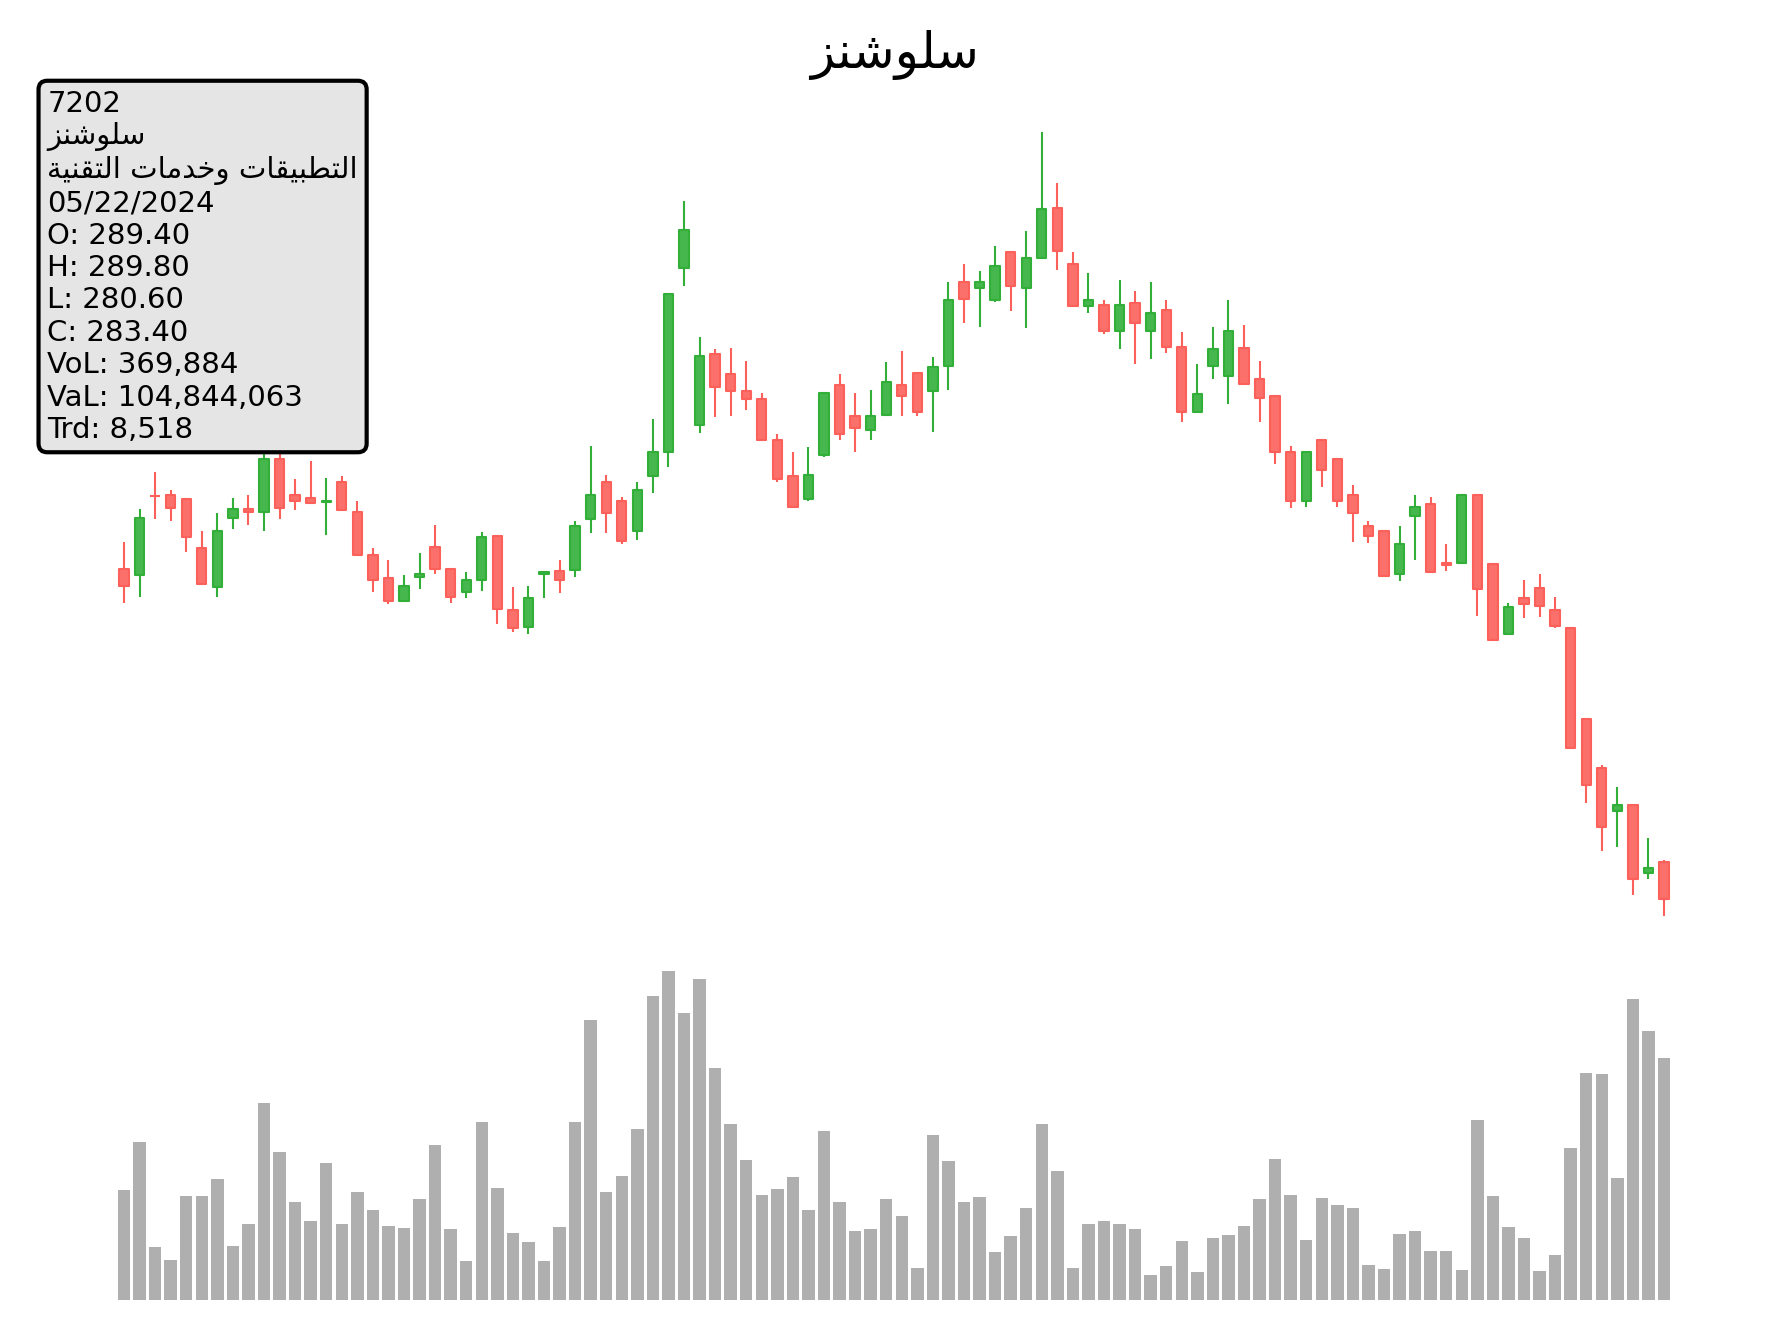 سلوشنز
7202
سلوشنز
التطبيقات وخدمات التقنية
05/22/2024
O: 289.40
H: 289.80
L: 280.60
C: 283.40
VoL: 369,884
VaL: 104,844,063
Trd: 8,518